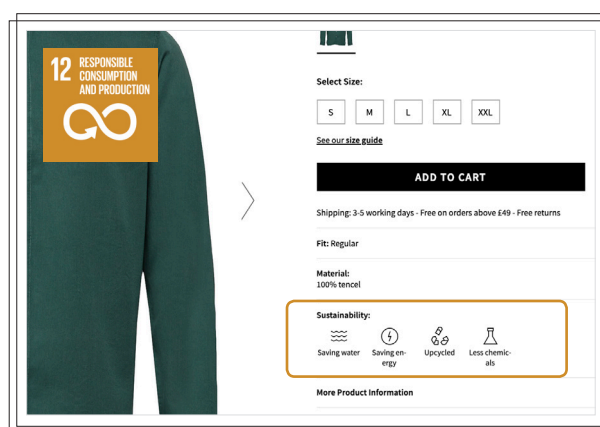 12 RESPONSIBLE
CONSUMPTION
AND PRODUCTION
Select Size:
S M L XL XXL
See our size guide
ADD TO CART
Shipping: 3-5 working days - Free on orders above £49 - Free returns
Fit: Regular
Material:
100% tencel
Sustainability:
Saving water
Saving en-
ergy
Upcycled
Less chemic-
als
More Product Information